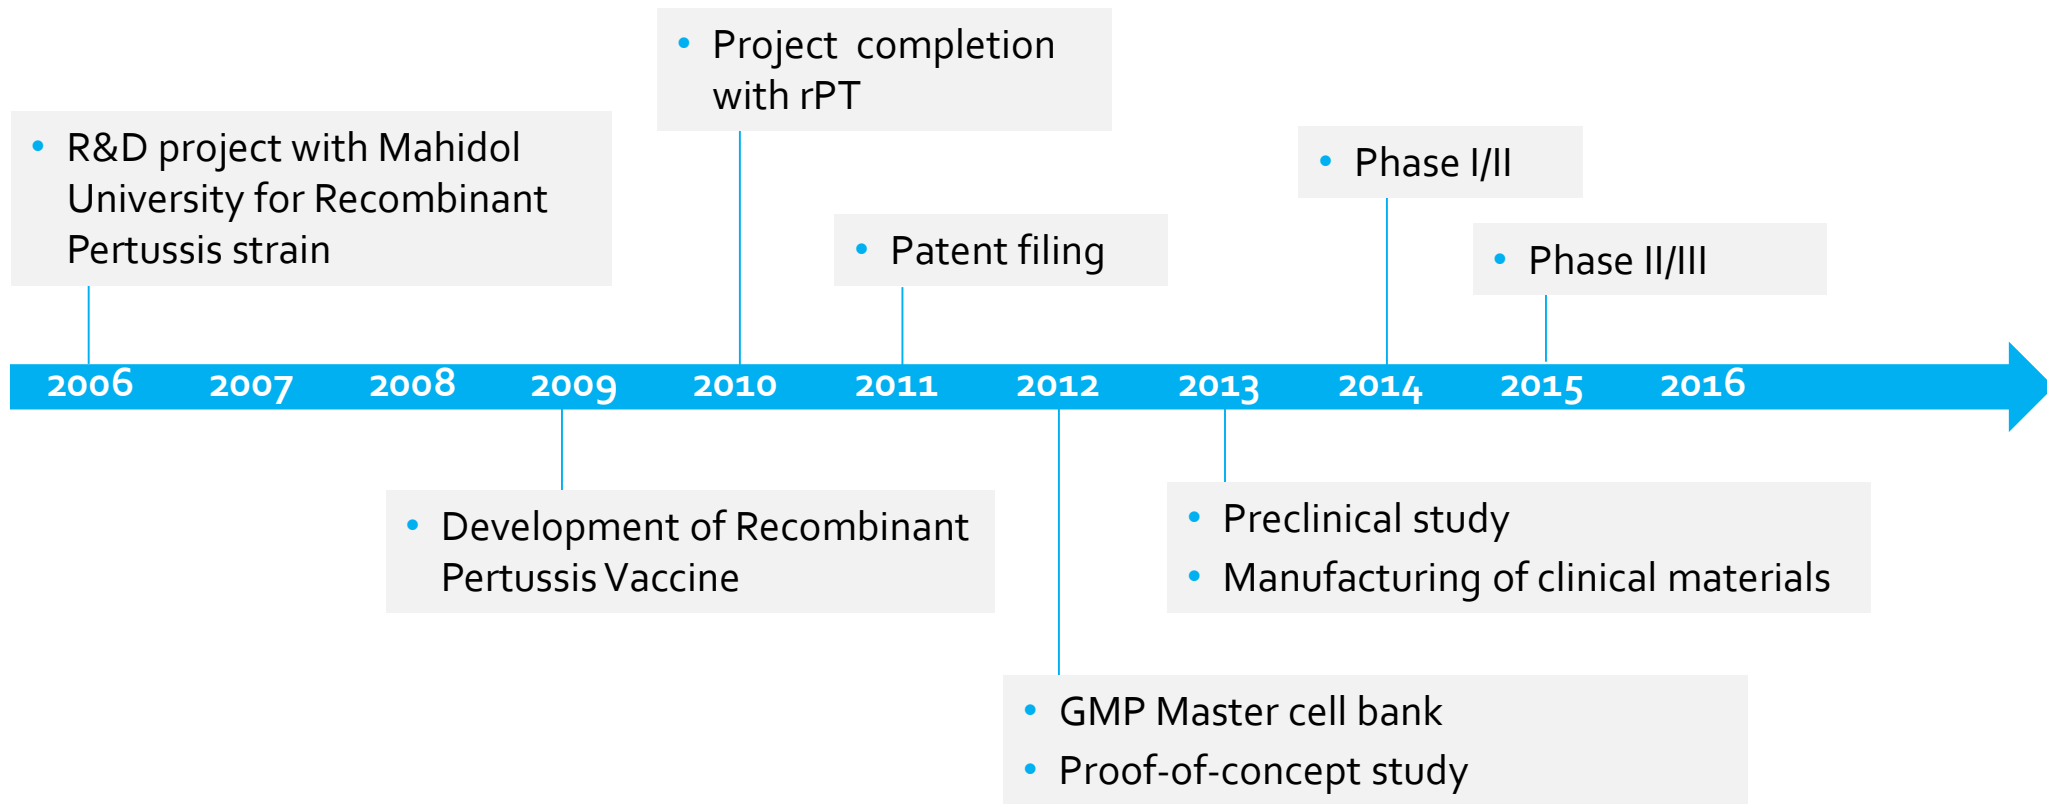 • Project completion
with rPT
• R&D project with Mahidol
University for Recombinant
Pertussis strain
• Phase I/II
• Patent filing
• Phase II/III
2006 2007 2008 2009 2010 2011 2012 2013 2014 2015 2016
• Development of Recombinant
Pertussis Vaccine
• Preclinical study
• Manufacturing of clinical materials
• GMP Master cell bank
• Proof-of-concept study